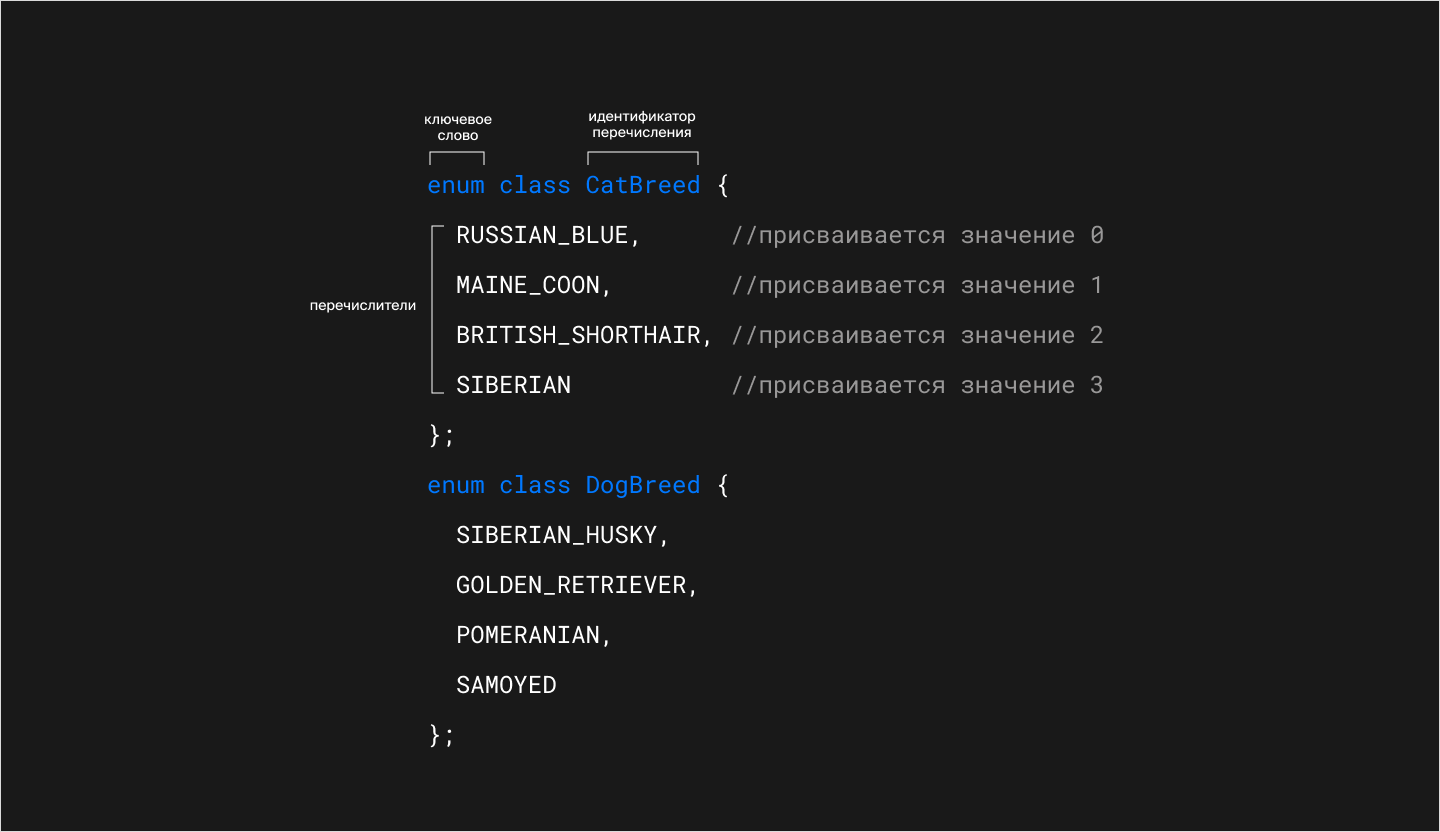 ключевое
слово
идентификатор
перечисления
enum class CatBreed {
RUSSIAN_BLUE, //присваивается значение 0
MAINE_COON, //присваивается значение 1
перечислители
BRITISH_SHORTHAIR, //присваивается значение 2
SIBERIAN //присваивается значение 3
};
enum class DogBreed {
SIBERIAN_HUSKY,
GOLDEN_RETRIEVER,
POMERANIAN,
SAMOYED
};